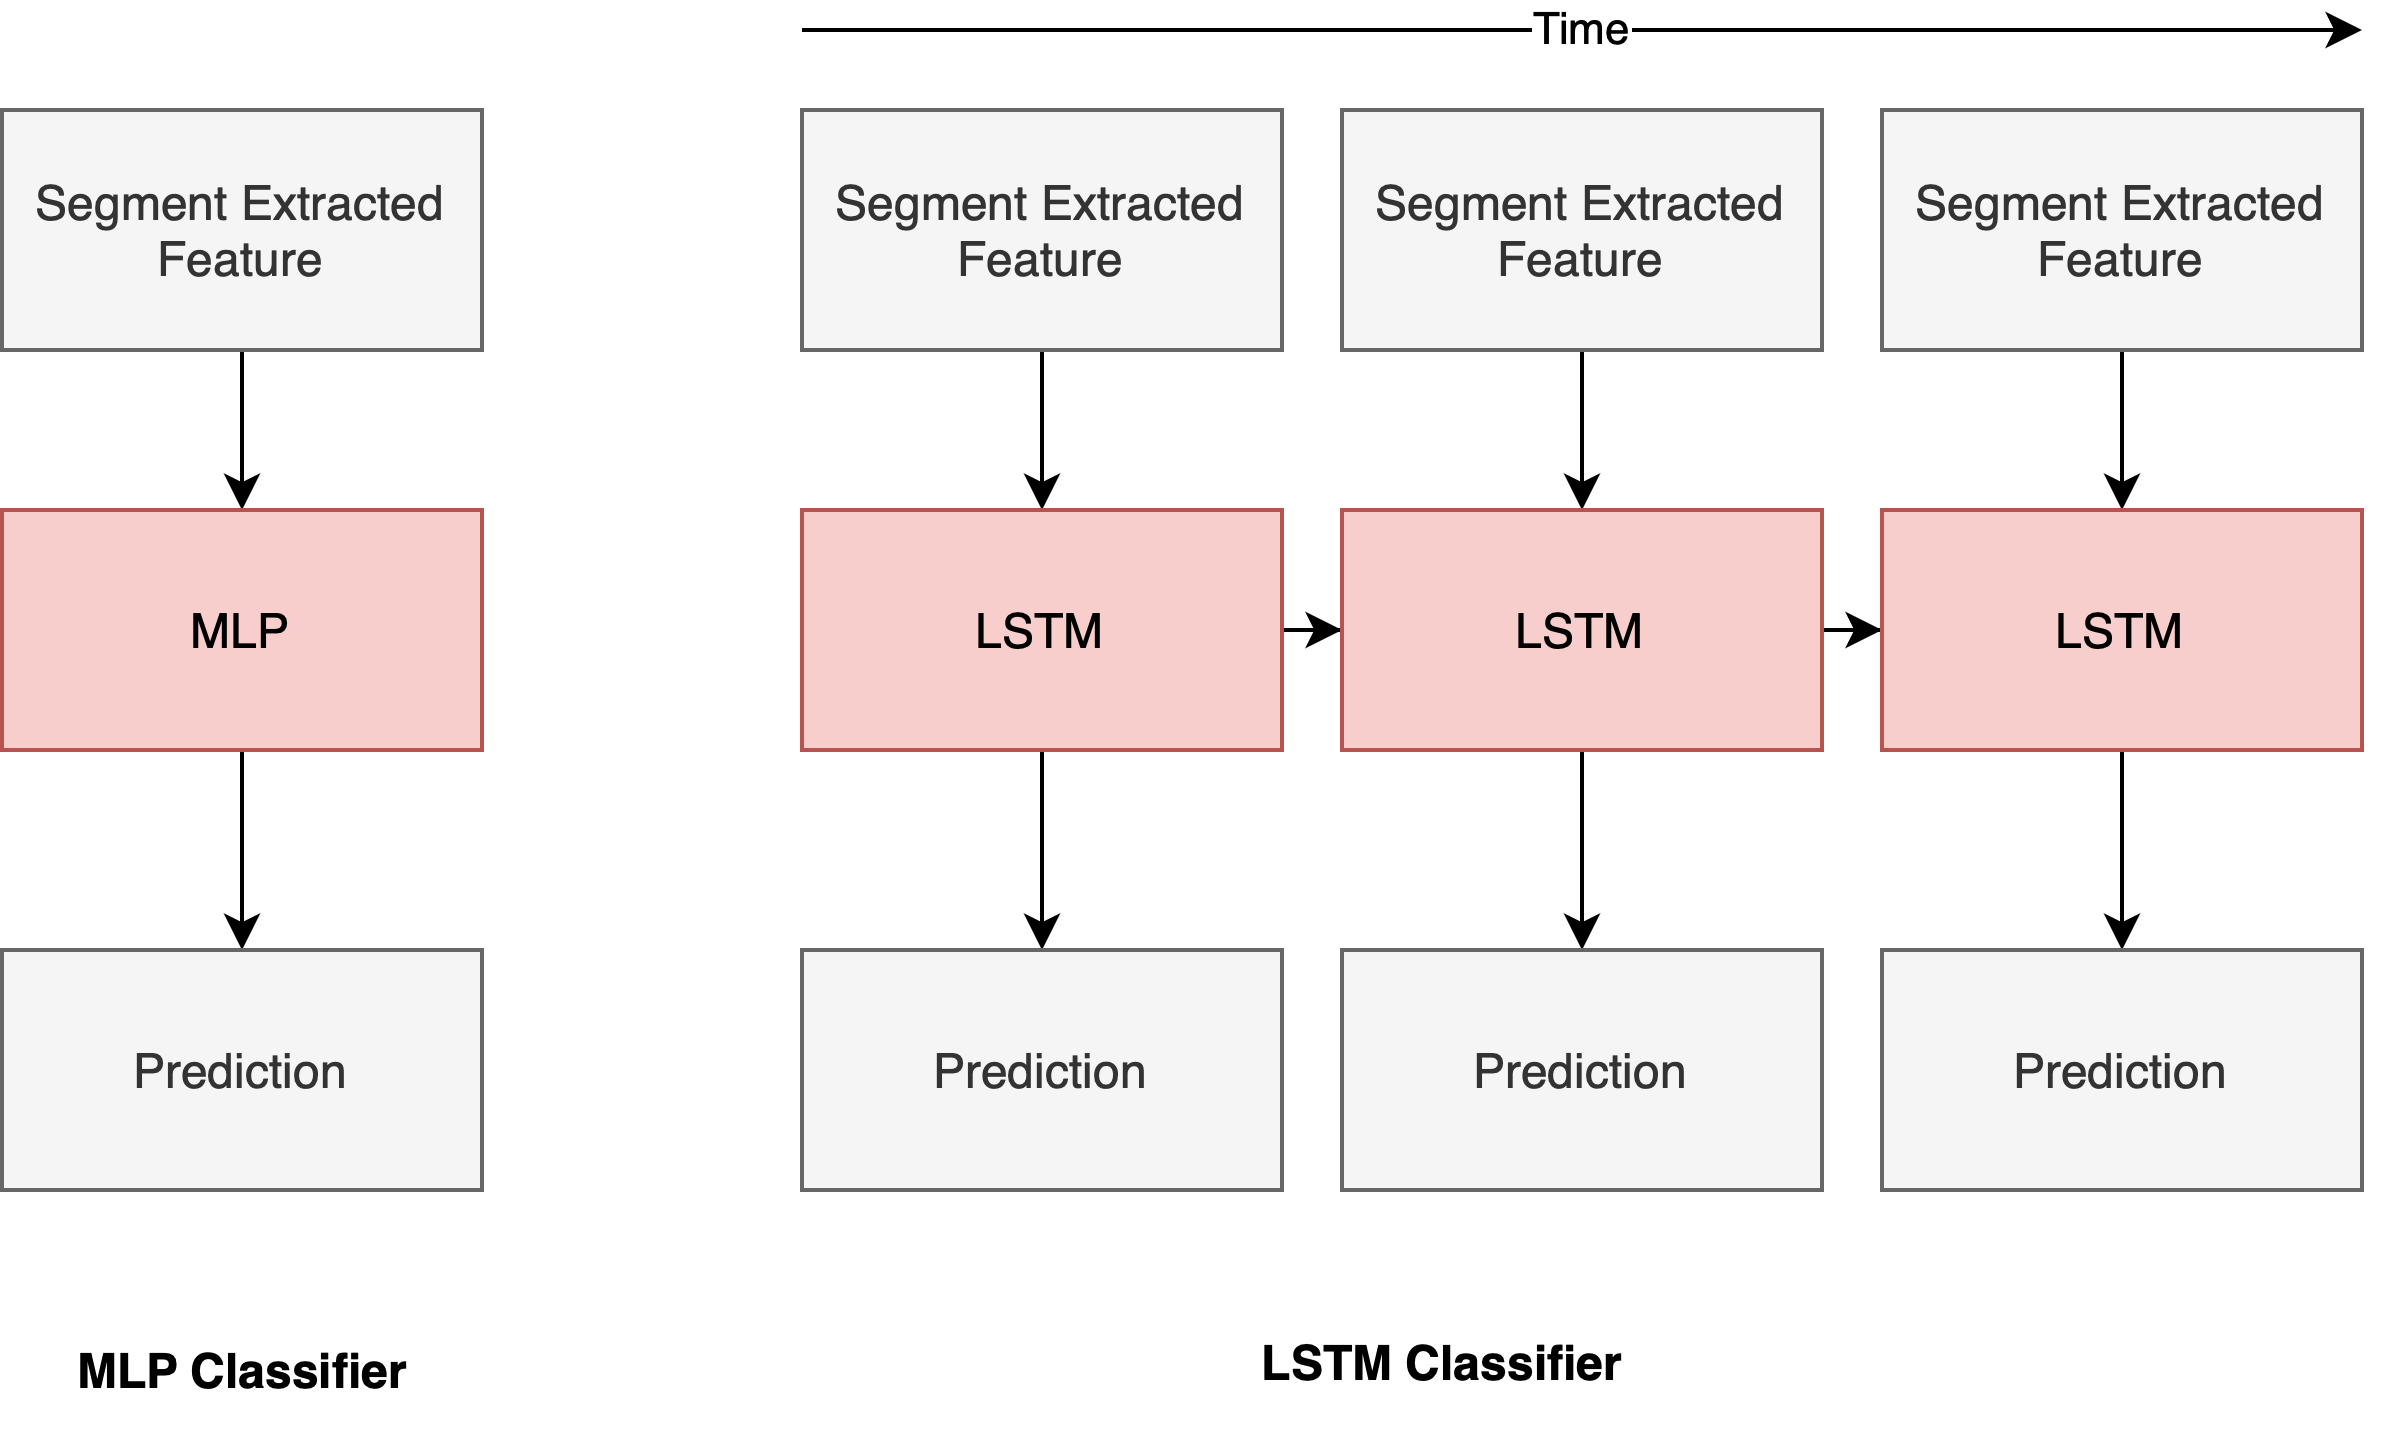 Time
Segment Extracted
Feature
Segment Extracted
Feature
Segment Extracted
Feature
Segment Extracted
Feature
MLP
LSTM
LSTM
LSTM
Prediction
Prediction
Prediction
Prediction
MLP Classifier
LSTM Classifier